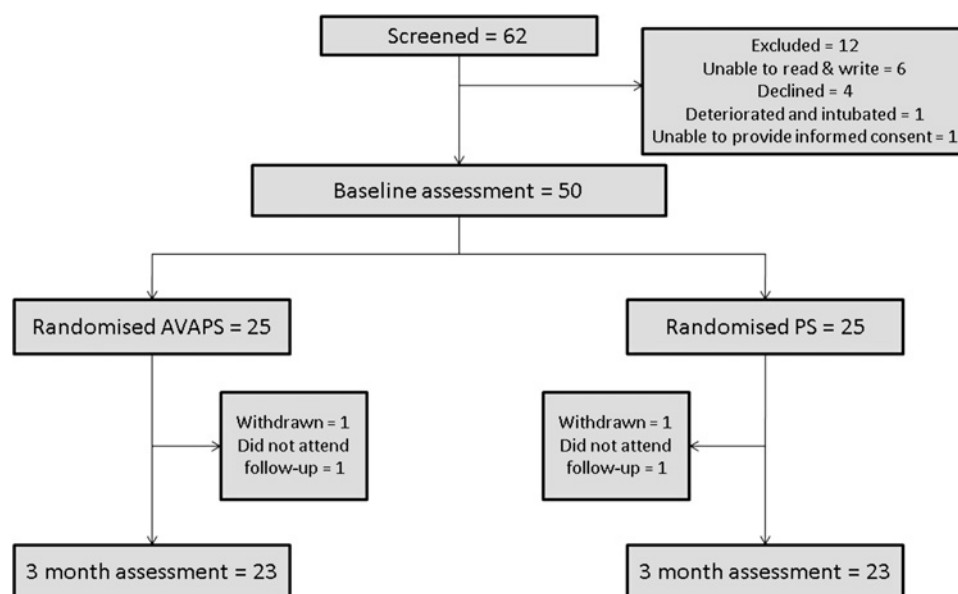 Screened = 62
Excluded = 12
Unable to read & write = 6
Declined = 4
Deteriorated and intubated = 1
Unable to provide informed consent = 1
Baseline assessment = 50
Randomised AVAPS = 25
Randomised PS = 25
Withdrawn = 1
Did not attend
follow-up = 1
Withdrawn = 1
Did not attend
follow-up = 1
3 month assessment = 23
3 month assessment = 23